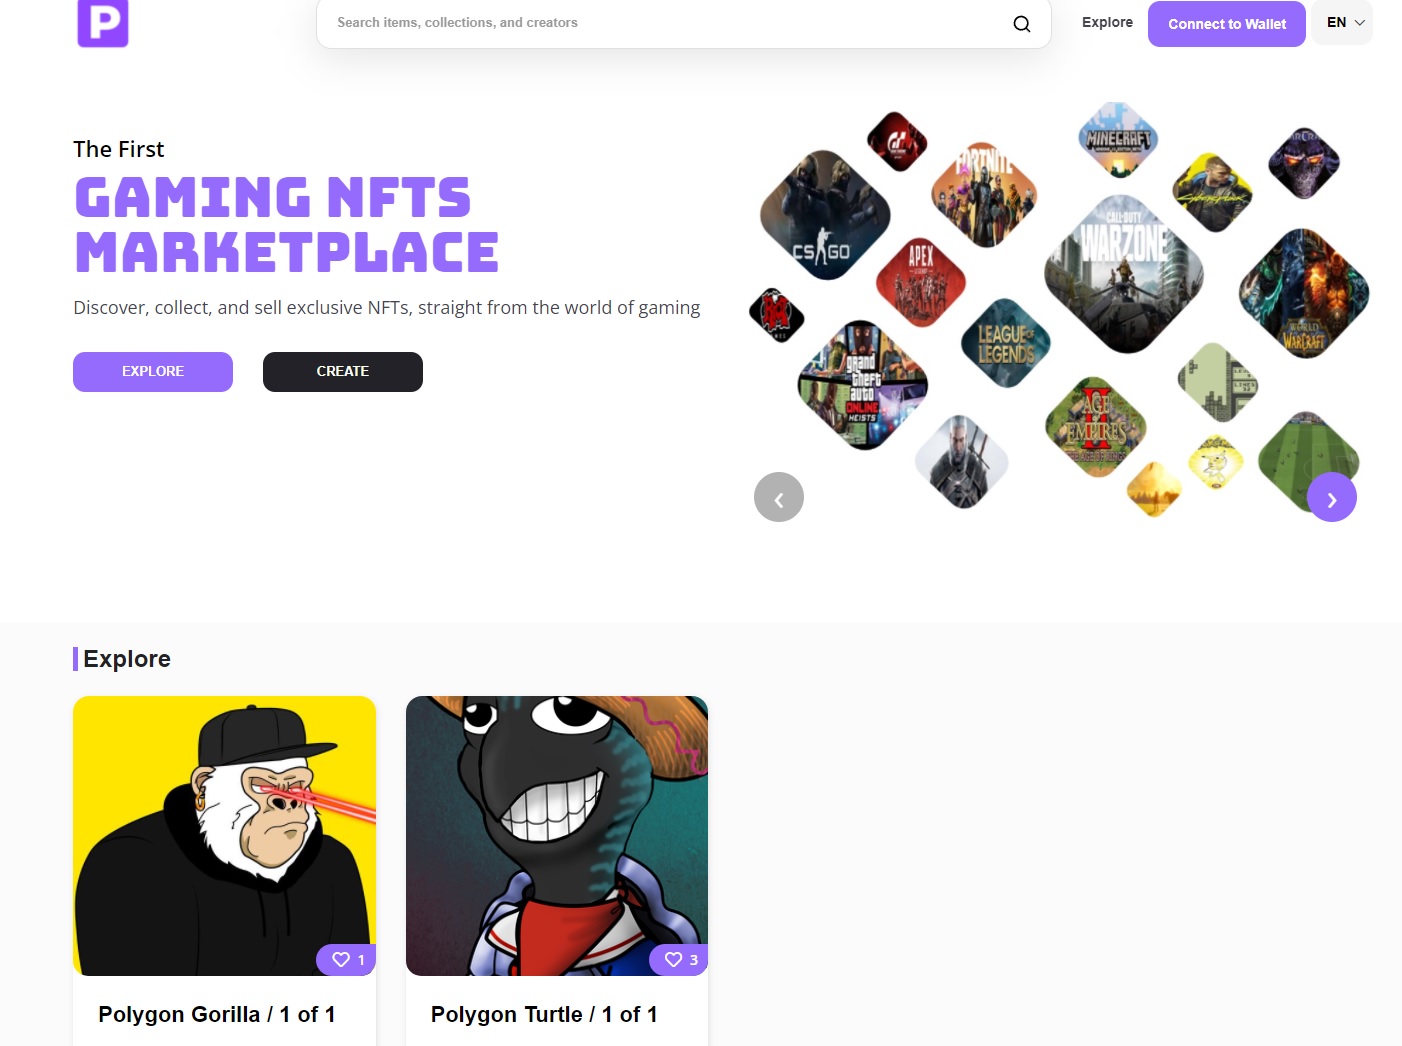 P
Search items, collections, and creators
Explore
Connect to Wallet
EN
The First
GAMING NFTS
MARKETPLACE
Discover, collect, and sell exclusive NFTs, straight from the world of gaming
EXPLORE
CREATE
MINECRAFT
FORTNITE
CALL·DUTY
WARZONE
CS GO
APEX
LEAGUE OF
LEGENDS
WORLD
WARCRAFT
grand
theft
auto
ONLINE
HEISTS
AGE
EMPIRES
II
Explore
1
3
Polygon Gorilla / 1 of 1
Polygon Turtle / 1 of 1